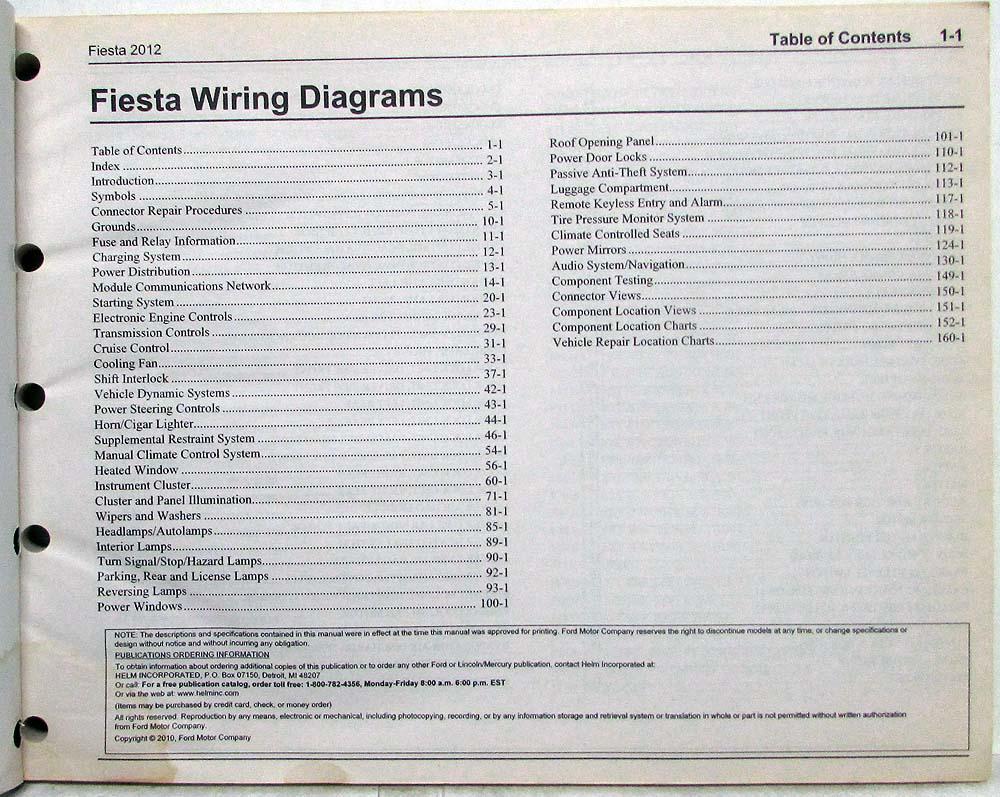 Fiesta 2012
Table of Contents 1-1
Fiesta Wiring Diagrams
Table of Contents 1-1
Index 2-1
Introduction 3-1
Symbols 4-1
Connector Repair Procedures 5-1
Grounds 10-1
Fuse and Relay Information 11-1
Charging System 12-1
Power Distribution 13-1
Module Communications Network 14-1
Starting System 20-1
Electronic Engine Controls 23-1
Transmission Controls 29-1
Cruise Control 31-1
Cooling Fan 33-1
Shift Interlock 37-1
Vehicle Dynamic Systems 42-1
Power Steering Controls 43-1
Horn/Cigar Lighter 44-1
Supplemental Restraint System 46-1
Manual Climate Control System 54-1
Heated Window 56-1
Instrument Cluster 60-1
Cluster and Panel Illumination 71-1
Wipers and Washers 81-1
Headlamps/Autolamps 85-1
Interior Lamps 89-1
Turn Signal/Stop/Hazard Lamps 90-1
Parking, Rear and License Lamps 92-1
Reversing Lamps 93-1
Power Windows 100-1
Roof Opening Panel 101-1
Power Door Locks 110-1
Passive Anti-Theft System 112-1
Luggage Compartment 113-1
Remote Keyless Entry and Alarm 117-1
Tire Pressure Monitor System 118-1
Climate Controlled Seats 119-1
Power Mirrors 124-1
Audio System/Navigation 130-1
Component Testing 149-1
Connector Views 150-1
Component Location Views 151-1
Component Location Charts 152-1
Vehicle Repair Location Charts 160-1
NOTE: The descriptions and specifications contained in this manual were in effect at the time this manual was approved for printing. Ford Motor Company reserves the right to discontinue models at any time, or change specifications or
design without notice and without incurring any obligation.
PUBLICATIONS ORDERING INFORMATION
To obtain information about ordering additional copies of this publication or to order any other Ford or Lincoln/Mercury publication, contact Helm Incorporated at:
HELM INCORPORATED, P.O. Box 07150, Detroit, MI 48207
Or call: For a free publication catalog, order toll free: 1-800-782-4356, Monday-Friday 8:00 a.m. 6:00 p.m. EST
Or via the web at: www.helminc.com
(Items may be purchased by credit card, check, or money order)
All rights reserved. Reproduction by any means, electronic or mechanical, including photocopying, recording, or by any information storage and retrieval system or translation in whole or part is not permitted without written authorization
from Ford Motor Company.
Copyright © 2010, Ford Motor Company